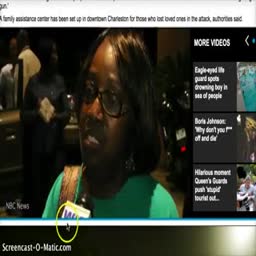 gun.'
A family assistance center has been set up in downtown Charleston for those who lost loved ones in the attack, authorities said.
MORE VIDEOS
Eagle-eyed life
guard spots
drowning boy in
sea of people
Boris Johnson:
'Why don't you f***
off and die'
Hilarious moment
Queen's Guards
push 'stupid'
tourist out...
NBC News
Screencast-O-Matic.com